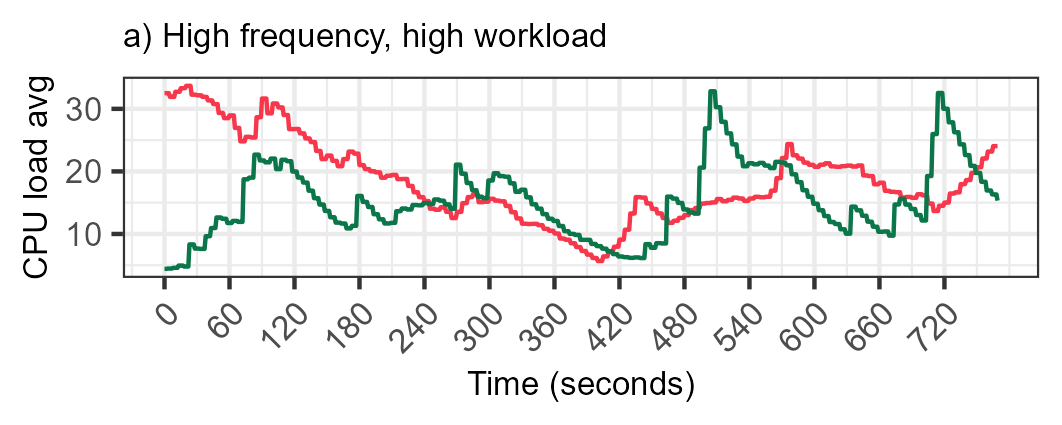 a) High frequency, high workload
CPU load avg
30
20
10
0 60 120 180 240 300 360 420 480 540 600 660 720
Time (seconds)